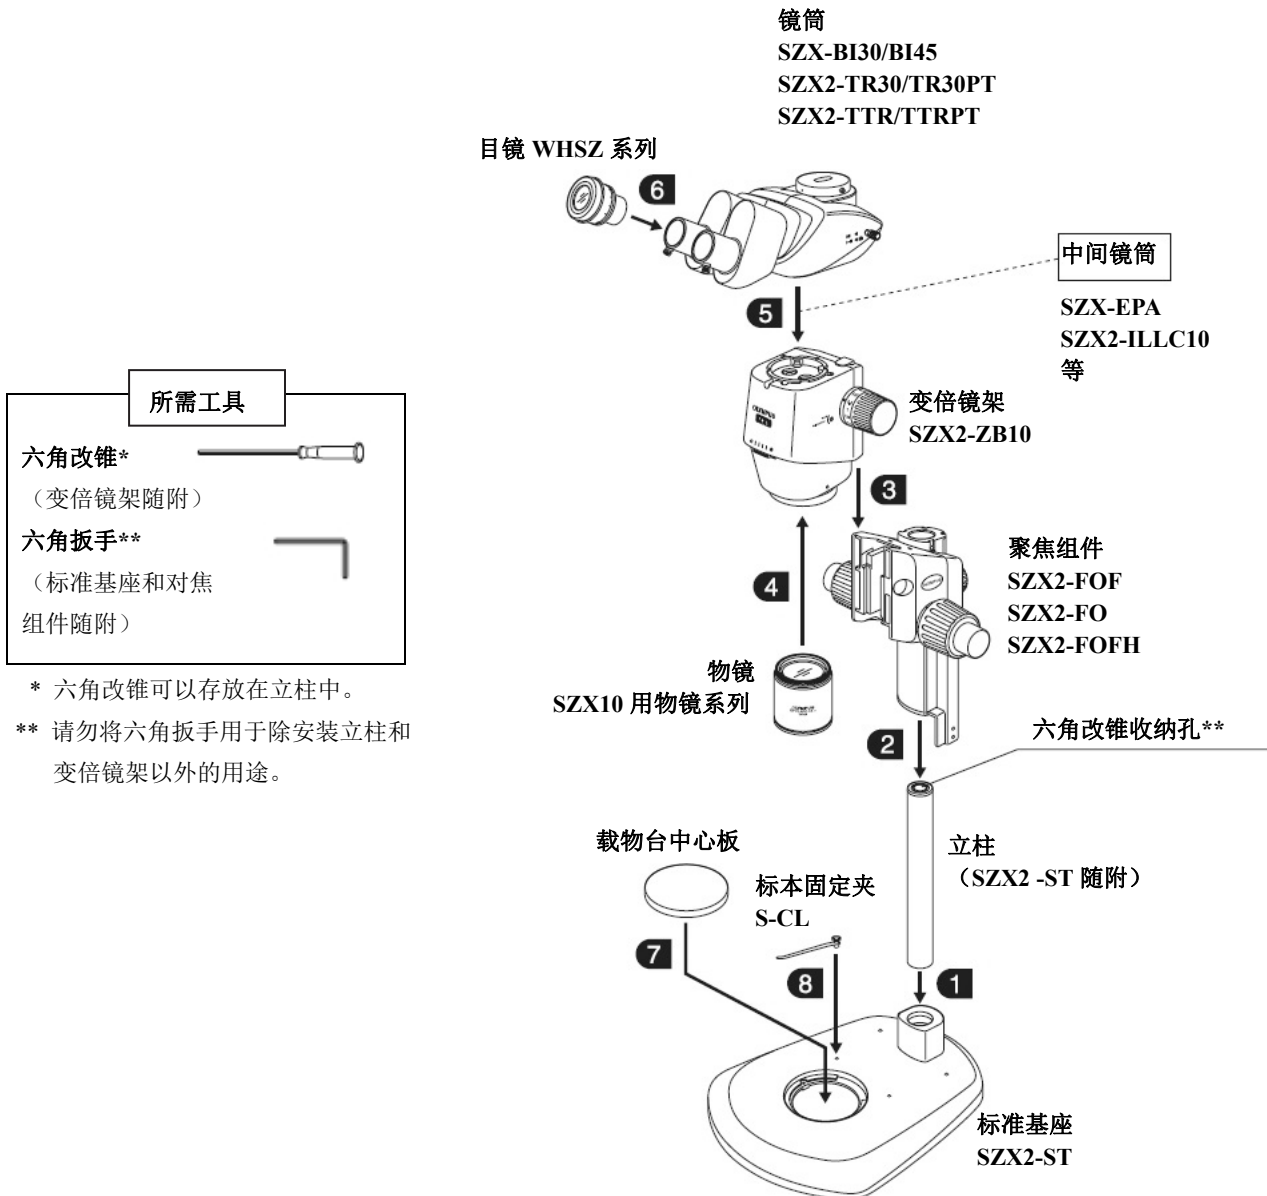 镜筒
SZX-BI30/BI45
SZX2-TR30/TR30PT
SZX2-TTR/TTRPT
目镜 WHSZ 系列
6
中间镜筒
5
SZX-EPA
SZX2-ILLC10
等
所需工具
六角改锥*
（变倍镜架随附）
六角扳手**
（标准基座和对焦
组件随附）
* 六角改锥可以存放在立柱中。
** 请勿将六角扳手用于除安装立柱和
变倍镜架以外的用途。
OLYMPUS
变倍镜架
SZX2-ZB10
3
聚焦组件
SZX2-FOF
SZX2-FO
SZX2-FOFH
4
物镜
SZX10 用物镜系列
2
六角改锥收纳孔**
载物台中心板
立柱
（SZX2 -ST 随附）
标本固定夹
S-CL
7
8
1
标准基座
SZX2-ST